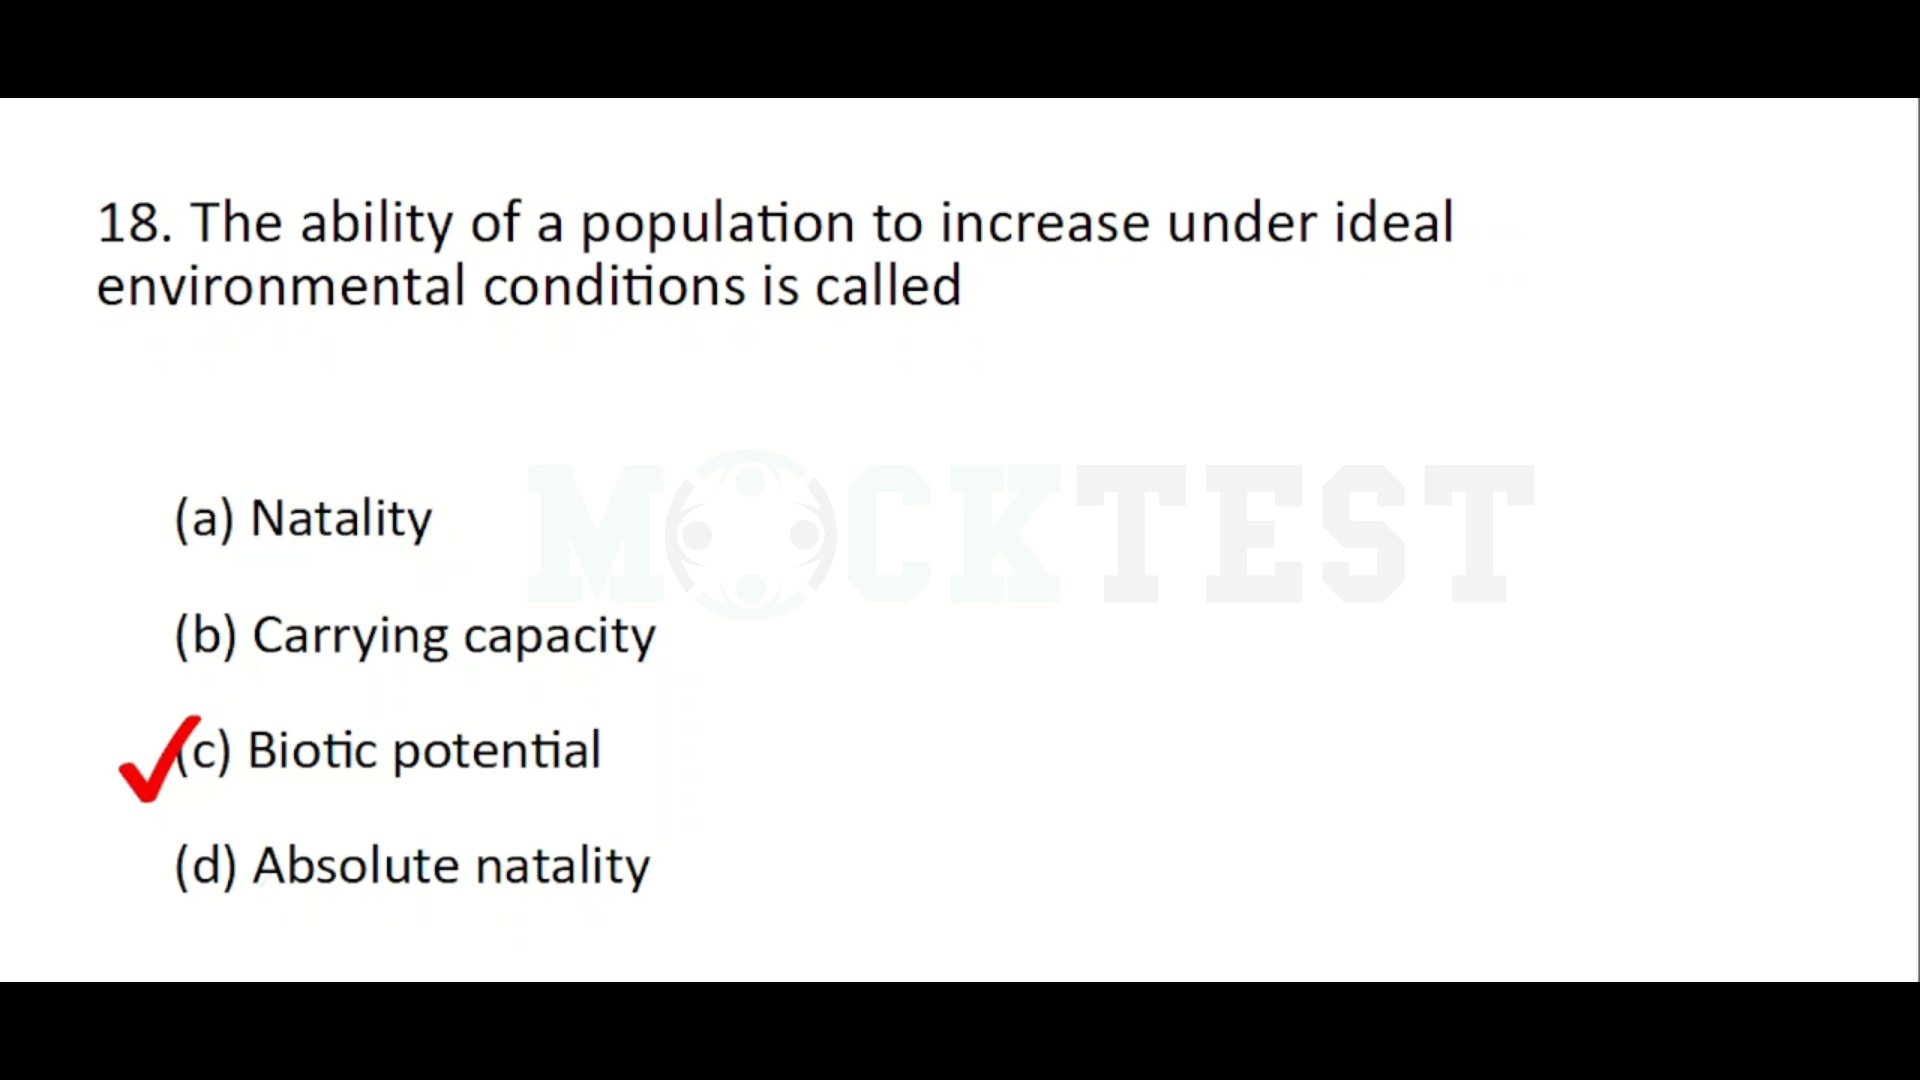 18. The ability of a population to increase under ideal
environmental conditions is called
MOCKTEST
(a) Natality
(b) Carrying capacity
(c) Biotic potential
(d) Absolute natality